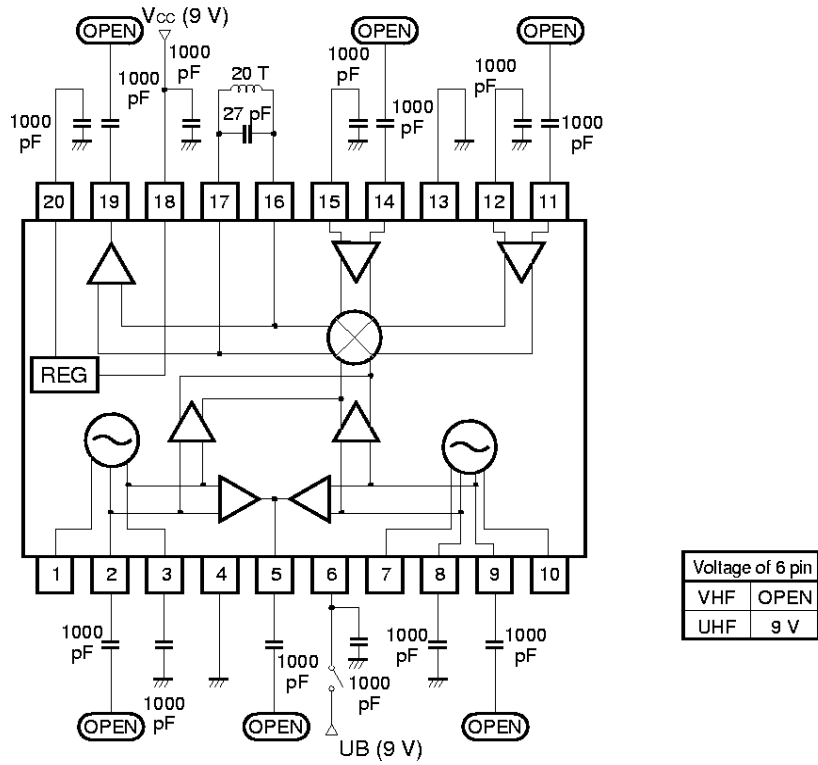 VCC (9 V)
OPEN
OPEN
OPEN
1000 pF
1000 pF
1000 pF
20 T
27 pF
1000 pF
1000 pF
1000 pF
1000 pF
20
19
18
17
16
15
14
13
12
11
REG
1
2
3
4
5
6
7
8
9
10
Voltage of 6 pin
VHF OPEN
UHF 9 V
1000 pF
1000 pF
1000 pF
1000 pF
1000 pF
1000 pF
OPEN
OPEN
OPEN
UB (9 V)